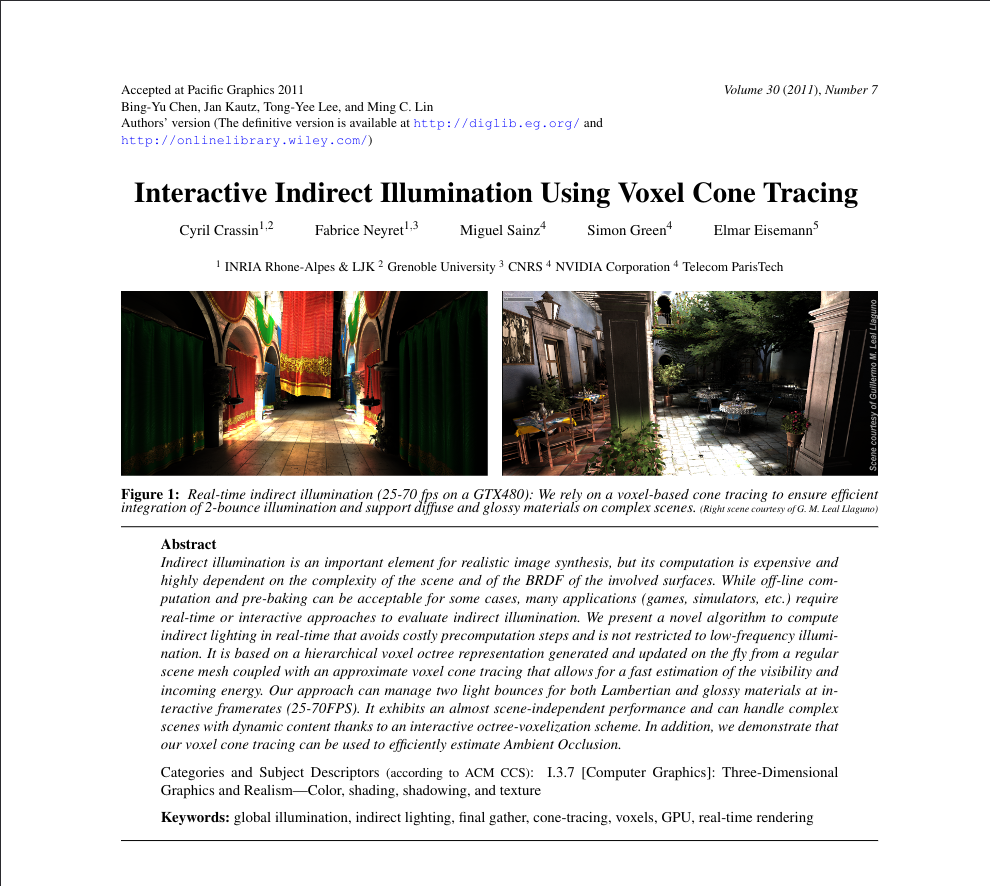 Accepted at Pacific Graphics 2011
Volume 30 (2011), Number 7
Bing-Yu Chen, Jan Kautz, Tong-Yee Lee, and Ming C. Lin
Authors' version (The definitive version is available at http://diglib.eg.org/ and
http://onlinelibrary.wiley.com/)
Interactive Indirect Illumination Using Voxel Cone Tracing
Cyril Crassin1,2 Fabrice Neyret1,3 Miguel Sainz4 Simon Green4 Elmar Eisemann5
1 INRIA Rhone-Alpes & LJK 2 Grenoble University 3 CNRS 4 NVIDIA Corporation 4 Telecom ParisTech
Scene courtesy of Guillermo M. Leal Llaguno
Figure 1: Real-time indirect illumination (25-70 fps on a GTX480): We rely on a voxel-based cone tracing to ensure efficient
integration of 2-bounce illumination and support diffuse and glossy materials on complex scenes. (Right scene courtesy of G. M. Leal Llaguno)
Abstract
Indirect illumination is an important element for realistic image synthesis, but its computation is expensive and
highly dependent on the complexity of the scene and of the BRDF of the involved surfaces. While off-line com-
putation and pre-baking can be acceptable for some cases, many applications (games, simulators, etc.) require
real-time or interactive approaches to evaluate indirect illumination. We present a novel algorithm to compute
indirect lighting in real-time that avoids costly precomputation steps and is not restricted to low-frequency illumi-
nation. It is based on a hierarchical voxel octree representation generated and updated on the fly from a regular
scene mesh coupled with an approximate voxel cone tracing that allows for a fast estimation of the visibility and
incoming energy. Our approach can manage two light bounces for both Lambertian and glossy materials at in-
teractive framerates (25-70FPS). It exhibits an almost scene-independent performance and can handle complex
scenes with dynamic content thanks to an interactive octree-voxelization scheme. In addition, we demonstrate that
our voxel cone tracing can be used to efficiently estimate Ambient Occlusion.
Categories and Subject Descriptors (according to ACM CCS): I.3.7 [Computer Graphics]: Three-Dimensional
Graphics and Realism—Color, shading, shadowing, and texture
Keywords: global illumination, indirect lighting, final gather, cone-tracing, voxels, GPU, real-time rendering